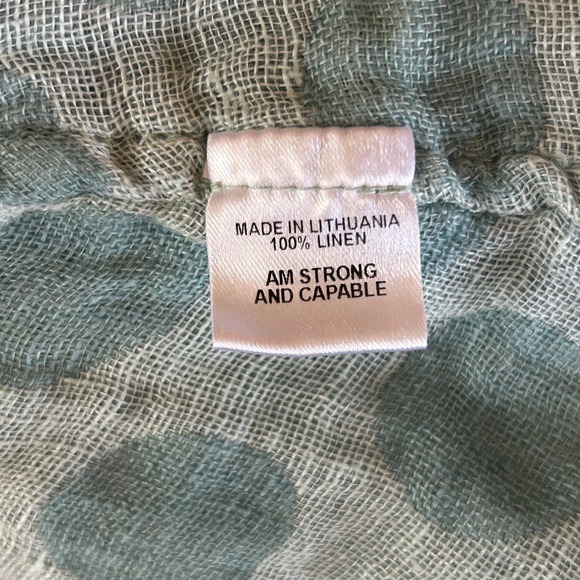 MADE IN LITHUANIA
100% LINEN
AM STRONG
AND CAPABLE